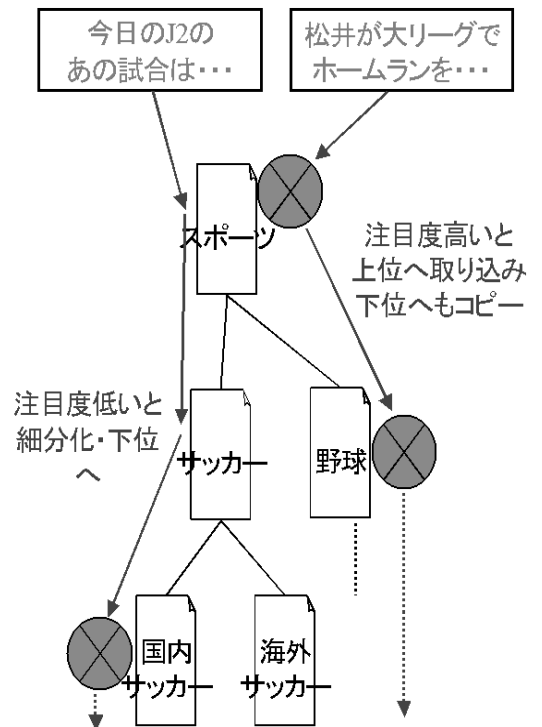 今日のJ2の
あの試合は・・・
松井が大リーグで
ホームランを・・・
スポーツ
注目度高いと
上位へ取り込み
下位へもコピー
注目度低いと
細分化・下位
へ
サッカー
野球
国内
サッカー
海外
サッカー